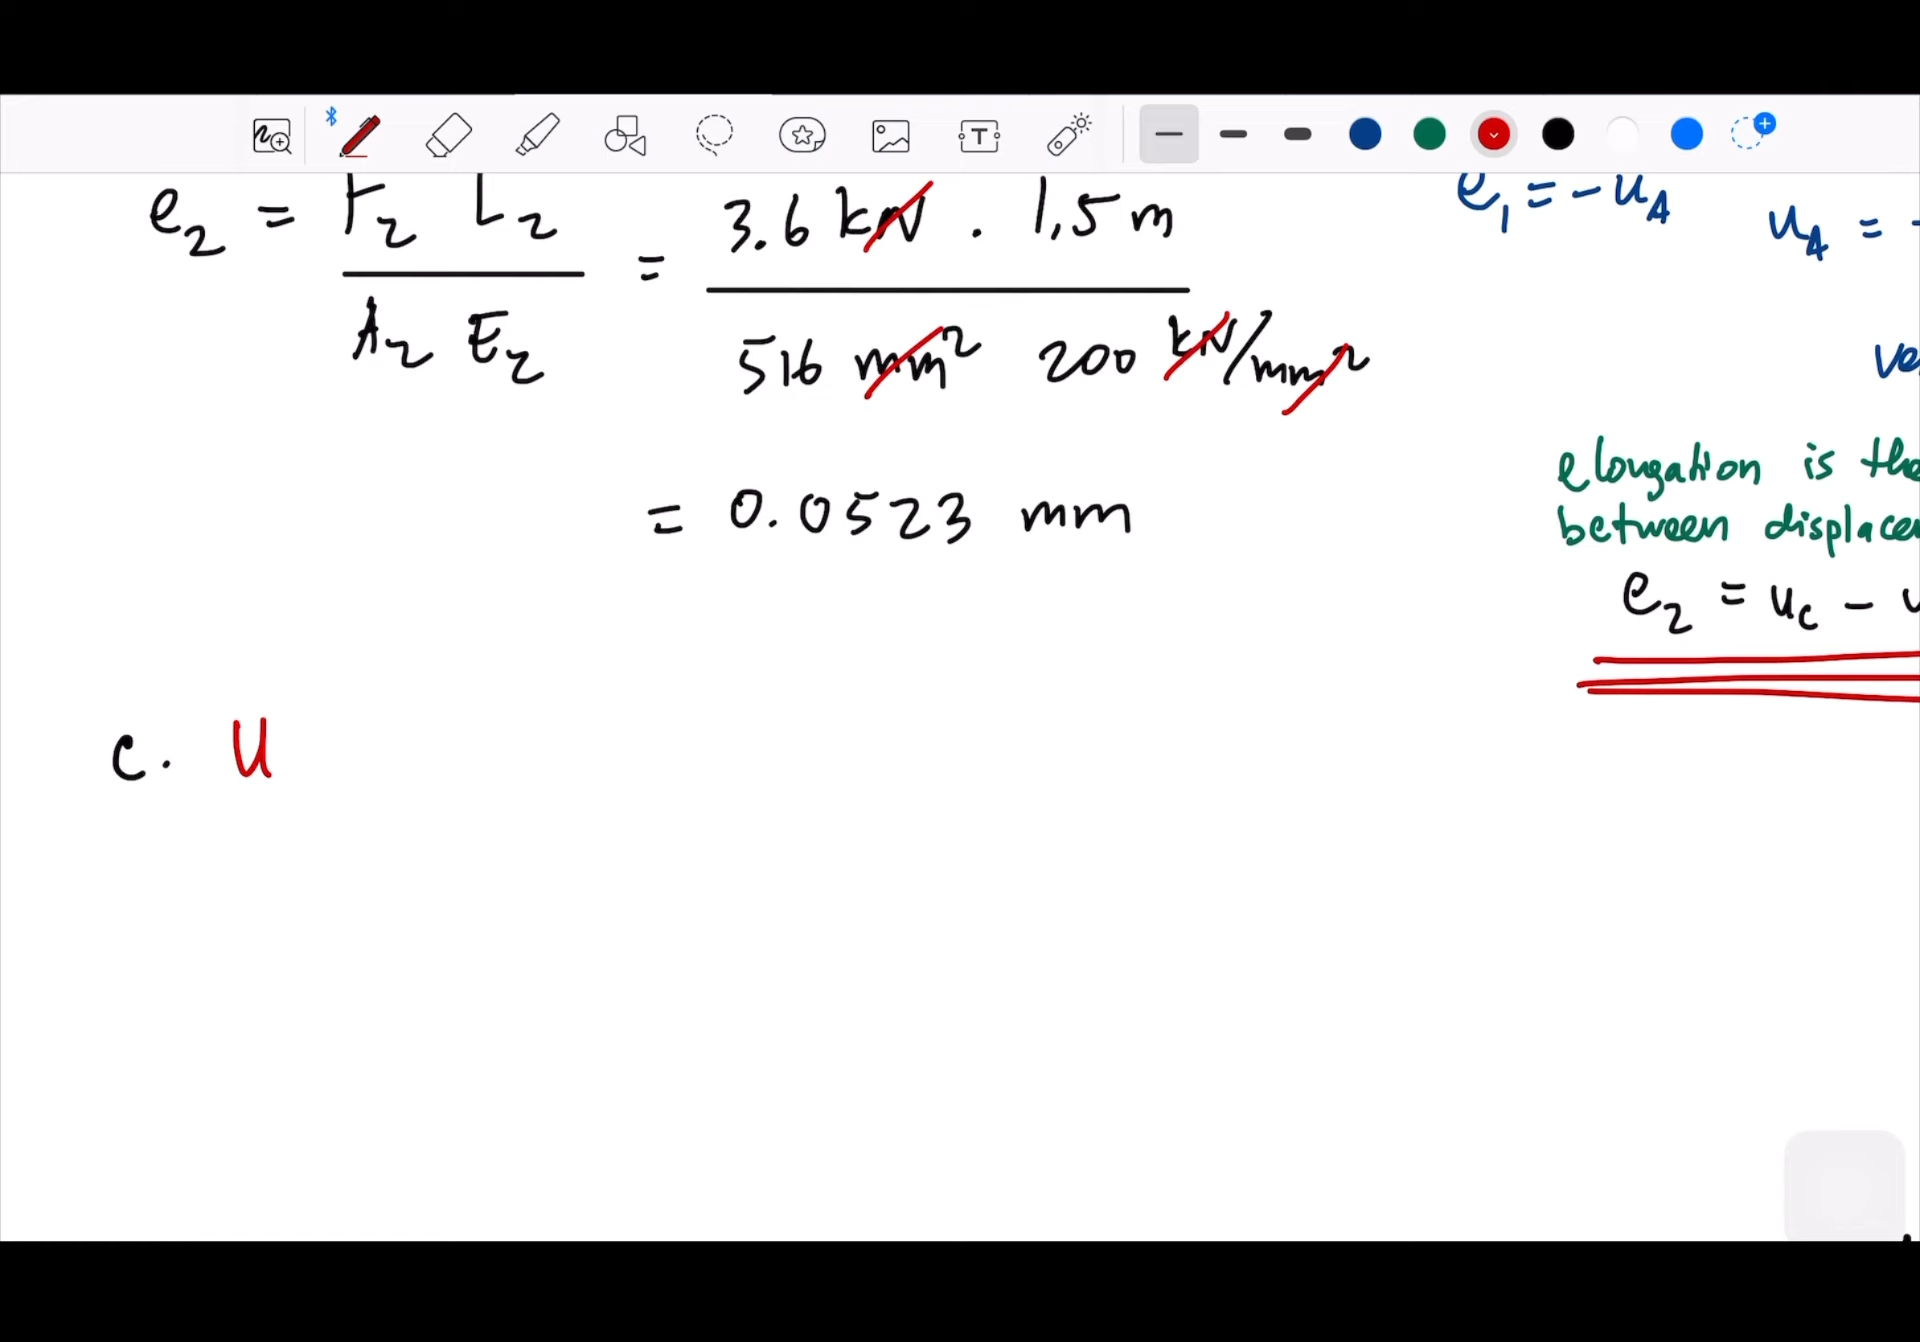 e₂ = F₂ L₂ / A₂ E₂ = 3.6 kN . 1,5 m / 516 mm² 200 kN/mm²
= 0.0523 mm
c. u
e₁ = -u_A
u_A = -
elongation is the
between
e₂ = u_C -